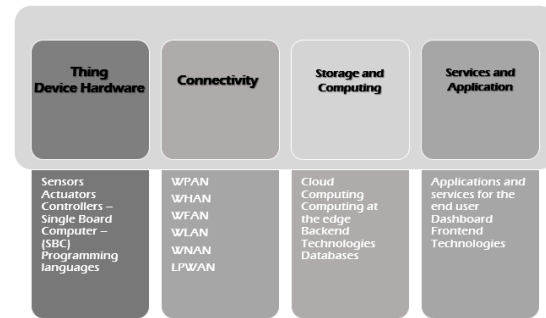 Thing
Device Hardware
Connectivity
Storage and
Computing
Services and
Application
Sensors
Actuators
Controllers –
Single Board
Computer –
(SBC)
Programming
languages
WPAN
WHAN
WFAN
WLAN
WNAN
LPWAN
Cloud
Computing
Computing at
the edge
Backend
Technologies
Databases
Applications and
services for the
end user
Dashboard
Frontend
Technologies